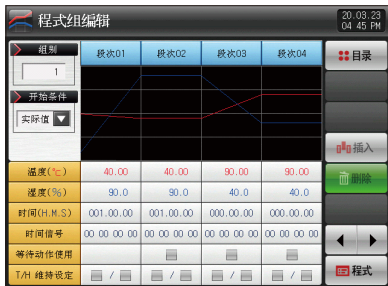 程式组编辑
20.03.23
04 45 PM
组别
1
开始条件
实际值
段次01 段次02 段次03 段次04
目录
插入
删除
程式
温度(℃) 40.00 40.00 90.00 90.00
湿度(%) 90.0 90.0 40.0 40.0
时间(H.M.S) 001.00.00 001.00.00 000.00.00 000.00.00
时间信号 00 00 00 00 00 00 00 00 00 00 00 00 00 00 00 00
等待动作使用
T/H 维持设定 / / / /